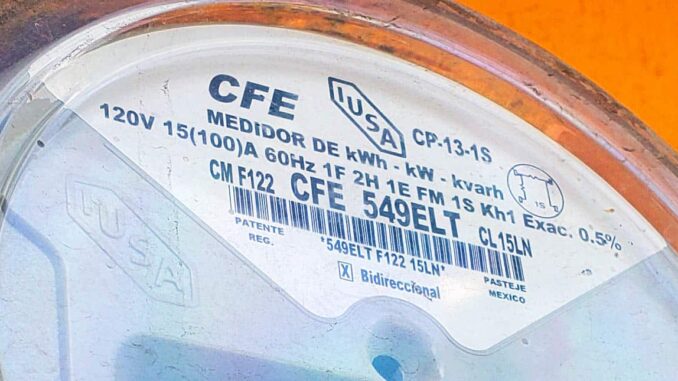 CFE IUSA CP-13-1S
MEDIDOR DE kWh - kW - kvarh
120V 15(100)A 60Hz 1F 2H 1E FM 1S Kh1 Exac. 0.5%
1S
CM F122 CFE 549ELT CL 15LN
PATENTE
REG.
*549ELT F122 15LN*
PASTEJE
MEXICO
X Bidireccional
IUSA